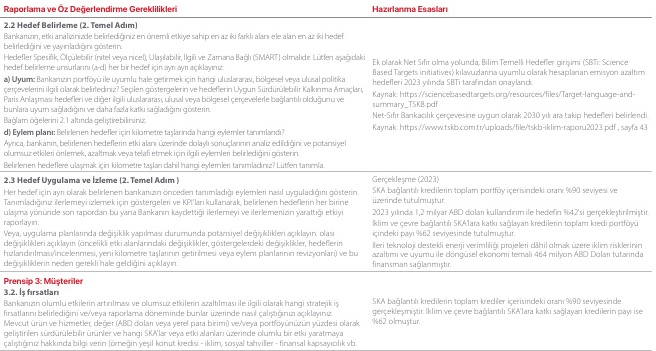 Raporlama ve Öz Değerlendirme Gereklilikleri
Hazırlanma Esasları
2.2 Hedef Belirleme (2. Temel Adım)
Bankanızın, etki analizinizde belirlediğiniz en önemli etkiye sahip en az iki farklı alanı ele alan en az iki hedef
belirlediğini ve yayınladığını gösterin.
Hedefler Spesifik, Ölçülebilir (nitel veya nicel), Ulaşılabilir, İlgili ve Zamana Bağlı (SMART) olmalıdır. Lütfen aşağıdaki
hedef belirleme unsurlarını (a-d) her bir hedef için ayrı ayrı açıklayınız:
a) Uyum: Bankanızın portföyü ile uyumlu hale getirmek için hangi uluslararası, bölgesel veya ulusal politika
çerçevelerini ilgili olarak belirlediniz? Seçilen göstergelerin ve hedeflerin Uygun Sürdürülebilir Kalkınma Amaçları,
Paris Anlaşması hedefleri ve diğer ilgili uluslararası, ulusal veya bölgesel çerçevelerle bağlantılı olduğunu ve
bunlara uyum sağladığını ve daha fazla katkı sağladığını gösterin.
Bağlam öğelerini 2.1 altında geliştirebilirsiniz.
d) Eylem planı: Belirlenen hedefler için kilometre taşlarında hangi eylemler tanımlandı?
Ayrıca, bankanın, belirlenen hedeflerin etki alanı üzerinde dolaylı sonuçlarının analiz edildiğini ve potansiyel
olumsuz etkileri önlemek, azaltmak veya telafi etmek için ilgili eylemleri belirlediğini gösterin.
Belirlenen hedeflere ulaşmak için kilometre taşları dahil hangi eylemleri tanımladınız? Lütfen tanımla.
Ek olarak Net Sıfır olma yolunda, Bilim Temelli Hedefler girişimi (SBTi: Science
Based Targets initiatives) kılavuzlarına uyumlu olarak hesaplanan emisyon azaltım
hedefleri 2023 yılında SBTi tarafından onaylandı.
Kaynak: https://sciencebasedtargets.org/resources/files/Target-language-and-
summary_TSKB.pdf
Net-Sıfır Bankacılık çerçevesine uygun olarak 2030 yılı ara takip hedefleri belirlendi.
Kaynak: https://www.tskb.com.tr/uploads/file/tskb-iklim-raporu2023.pdf , sayfa 43
2.3 Hedef Uygulama ve İzleme (2. Temel Adım )
Her hedef için ayrı olarak belirlenen bankanızın önceden tanımladığı eylemleri nasıl uyguladığını gösterin.
Tanımladığınız ilerlemeyi izlemek için göstergeleri ve KPI'ları kullanarak, belirlenen hedeflerin her birine
ulaşma yönünde son rapordan bu yana Bankanın kaydettiği ilerlemeyi ve ilerlemenizin yarattığı etkiyi
raporlayın.
Veya, uygulama planlarında değişiklik yapılması durumunda potansiyel değişiklikleri açıklayın. olası
değişiklikleri açıklayın (öncelikli etki alanlarındaki değişiklikler, göstergelerdeki değişiklikler, hedeflerin
hızlandırılması/incelenmesi, yeni kilometre taşlarının getirilmesi veya eylem planlarının revizyonları) ve bu
değişikliklerin neden gerekli hale geldiğini açıklayın.
Gerçekleşme (2023)
SKA bağlantılı kredilerin toplam portföy içerisindeki oranı %90 seviyesi ve
üzerinde tutulmuştur.
2023 yılında 1,2 milyar ABD doları kullandırım ile hedefin %42'si gerçekleştirilmiştir.
İklim ve çevre bağlantılı SKA'lara katkı sağlayan kredilerin toplam kredi portföyü
içindeki payı %62 seviyesinde tutulmuştur.
İleri teknoloji destekli enerji verimliliği projeleri dâhil olmak üzere iklim risklerinin
azaltımı ve uyumu ile döngüsel ekonomi temalı 464 milyon ABD Doları tutarında
finansman sağlanmıştır.
Prensip 3: Müşteriler
3.2. İş fırsatları
Bankanızın olumlu etkilerin artırılması ve olumsuz etkilerin azaltılması ile ilgili olarak hangi stratejik iş
fırsatlarını belirlediğini ve/veya raporlama döneminde bunlar üzerinde nasıl çalıştığınızı açıklayınız.
Mevcut ürün ve hizmetler, değer (ABD doları veya yerel para birimi) ve/veya portföyünüzün yüzdesi olarak
geliştirilen sürdürülebilir ürünler ve hangi SKA'lar veya etki alanları üzerinde olumlu bir etki yaratmaya
çalıştığınız hakkında bilgi verin (örneğin yeşil konut kredisi - iklim, sosyal tahviller - finansal kapsayıcılık vb.
SKA bağlantılı kredilerin toplam krediler içerisindeki oranı %90 seviyesinde
gerçekleşmiştir. İklim ve çevre bağlantılı SKA'lara katkı sağlayan kredilerin payı ise
%62 olmuştur.